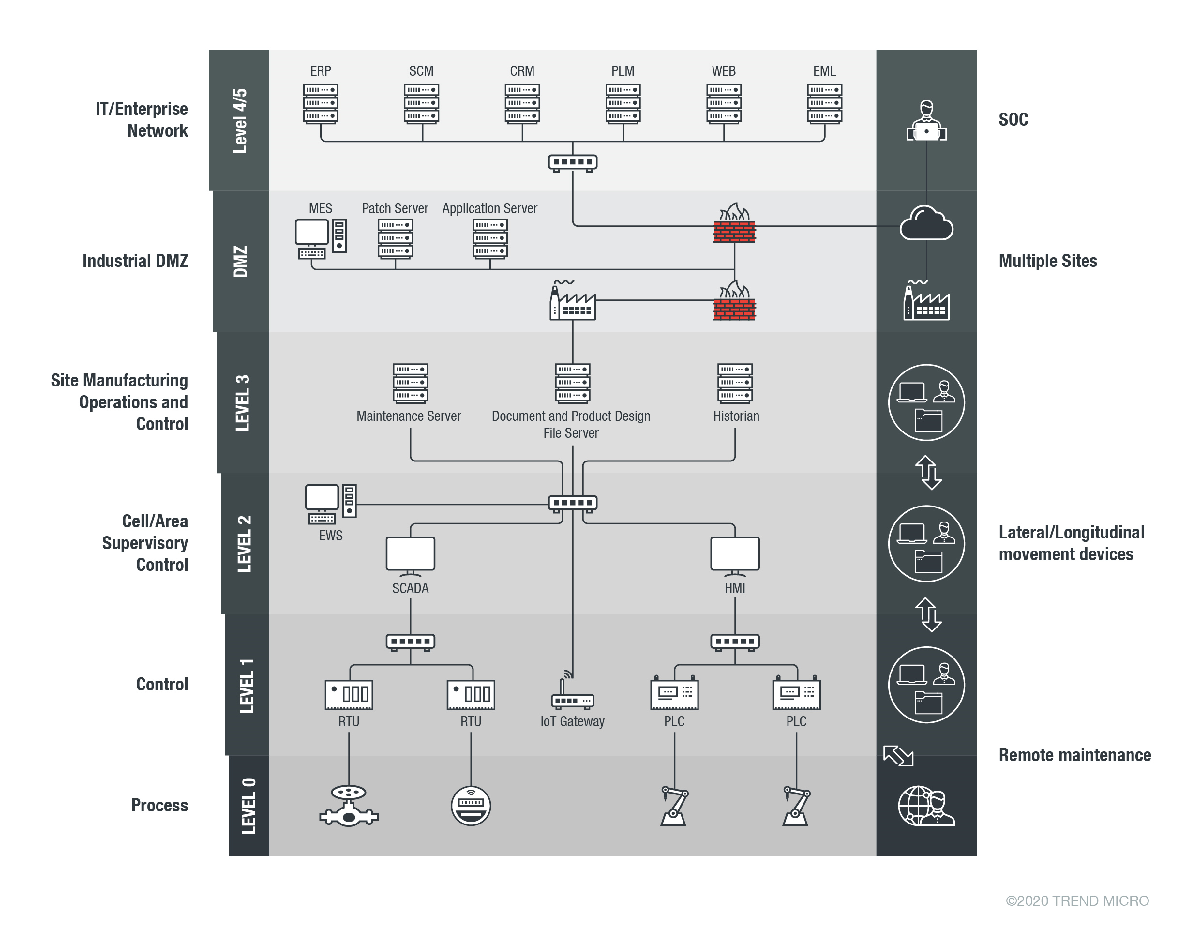 ERP
SCM
CRM
PLM
WEB
EML
IT/Enterprise
Network
Level 4/5
SOC
MES
Patch Server
Application Server
Industrial DMZ
DMZ
Multiple Sites
Site Manufacturing
Operations and
Control
LEVEL 3
Maintenance Server
Document and Product Design
File Server
Historian
Cell/Area
Supervisory
Control
LEVEL 2
EWS
SCADA
HMI
Lateral/Longitudinal
movement devices
Control
LEVEL 1
RTU
RTU
IoT Gateway
PLC
PLC
Remote maintenance
Process
LEVEL 0
©2020 TREND MICRO